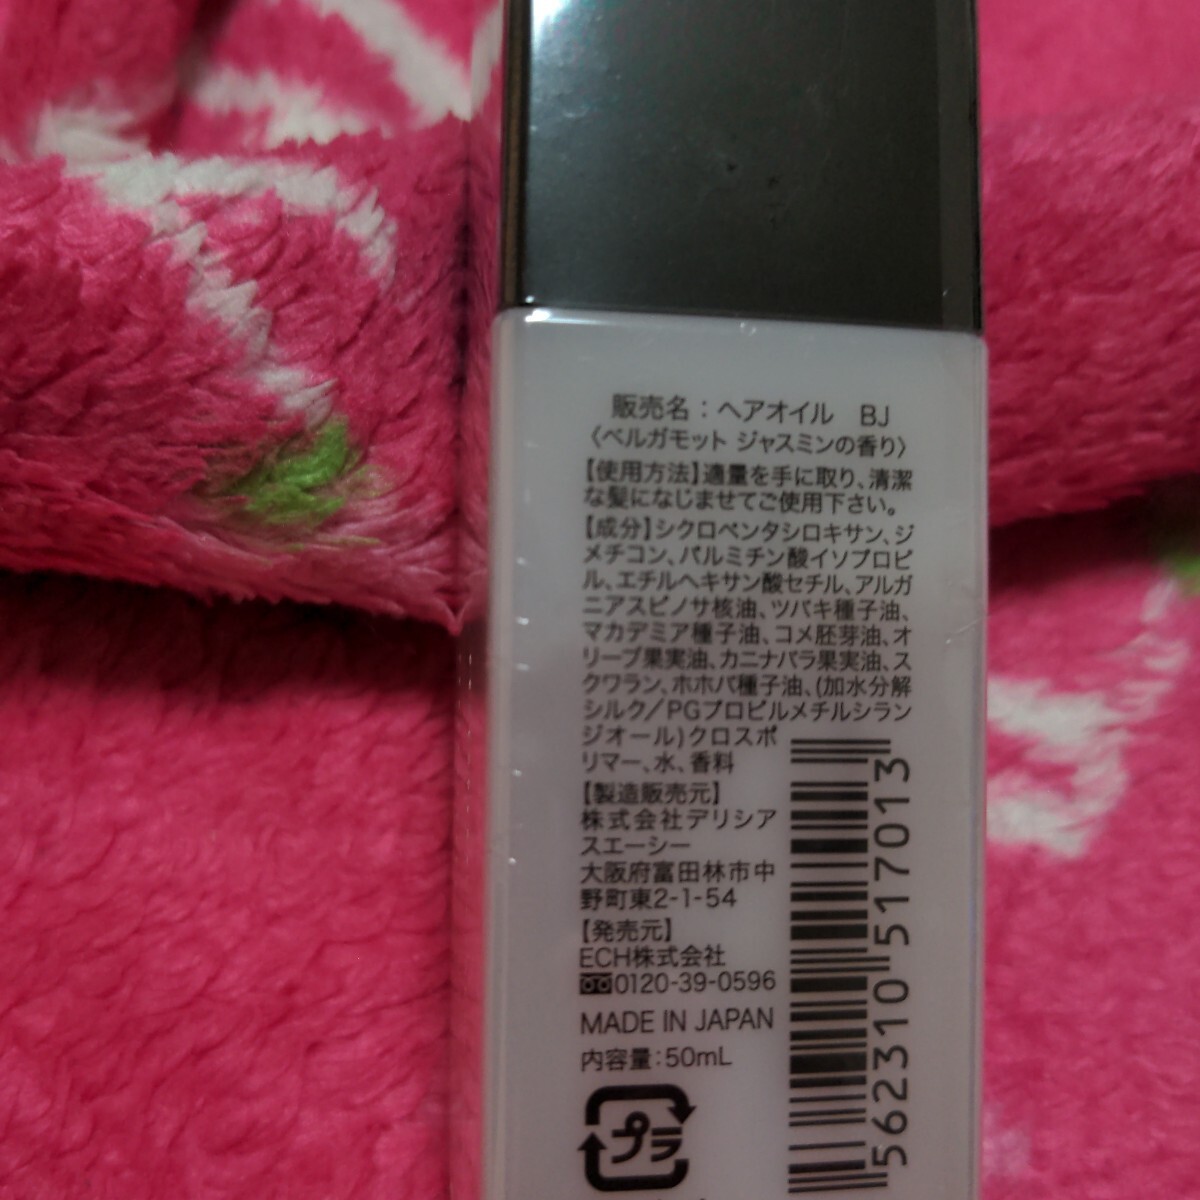 販売名：ヘアオイル　BJ
〈ベルガモット ジャスミンの香り〉
【使用方法】適量を手に取り、清潔
な髪になじませてご使用下さい。
【成分】シクロペンタシロキサン、ジ
メチコン、パルミチン酸イソプロピ
ル、エチルヘキサン酸セチル、アルガ
ニアスピノサ核油、ツバキ種子油、
マカデミア種子油、コメ胚芽油、オ
リーブ果実油、カニナバラ果実油、ス
クワラン、ホホバ種子油、(加水分解
シルク／PGプロピルメチルシラン
ジオール)クロスポ
リマー、水、香料
【製造販売元】
株式会社デリシア
スエーシー
大阪府富田林市中
野町東2-1-54
【発売元】
ECH株式会社
0120-39-0596
MADE IN JAPAN
内容量：50mL
プラ
562310 517013